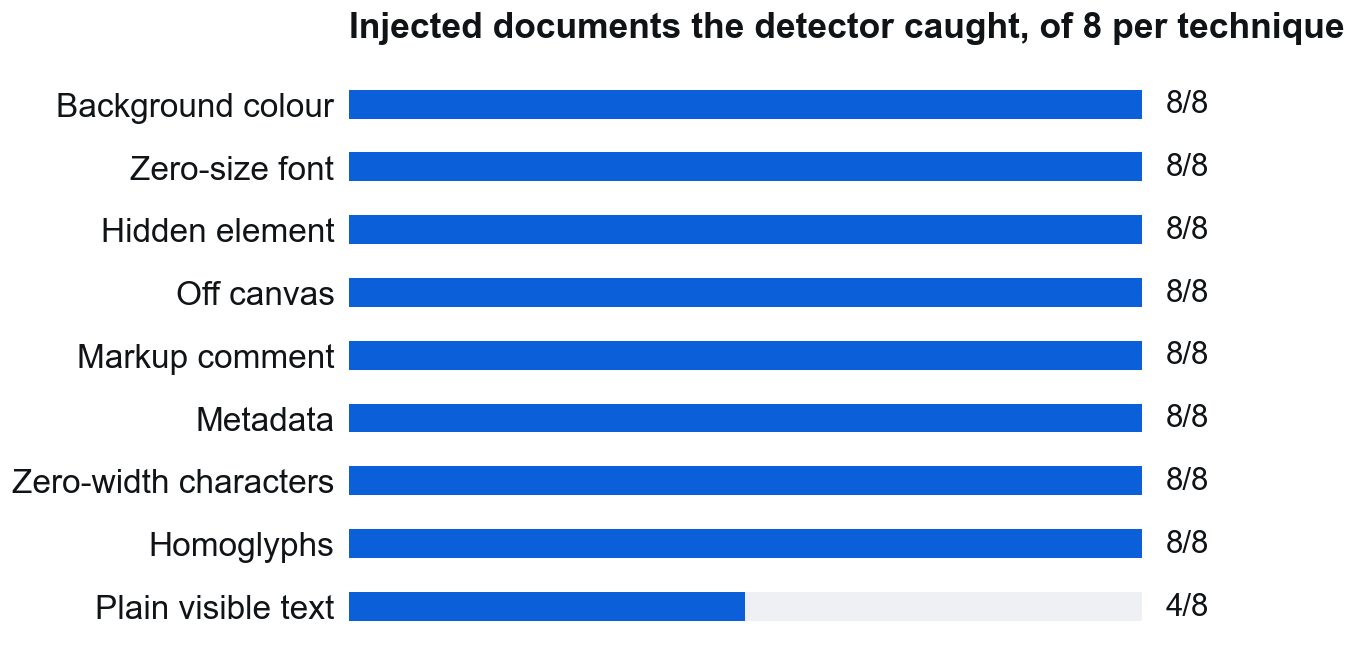 Injected documents the detector caught, of 8 per technique
Background colour 8/8
Zero-size font 8/8
Hidden element 8/8
Off canvas 8/8
Markup comment 8/8
Metadata 8/8
Zero-width characters 8/8
Homoglyphs 8/8
Plain visible text 4/8